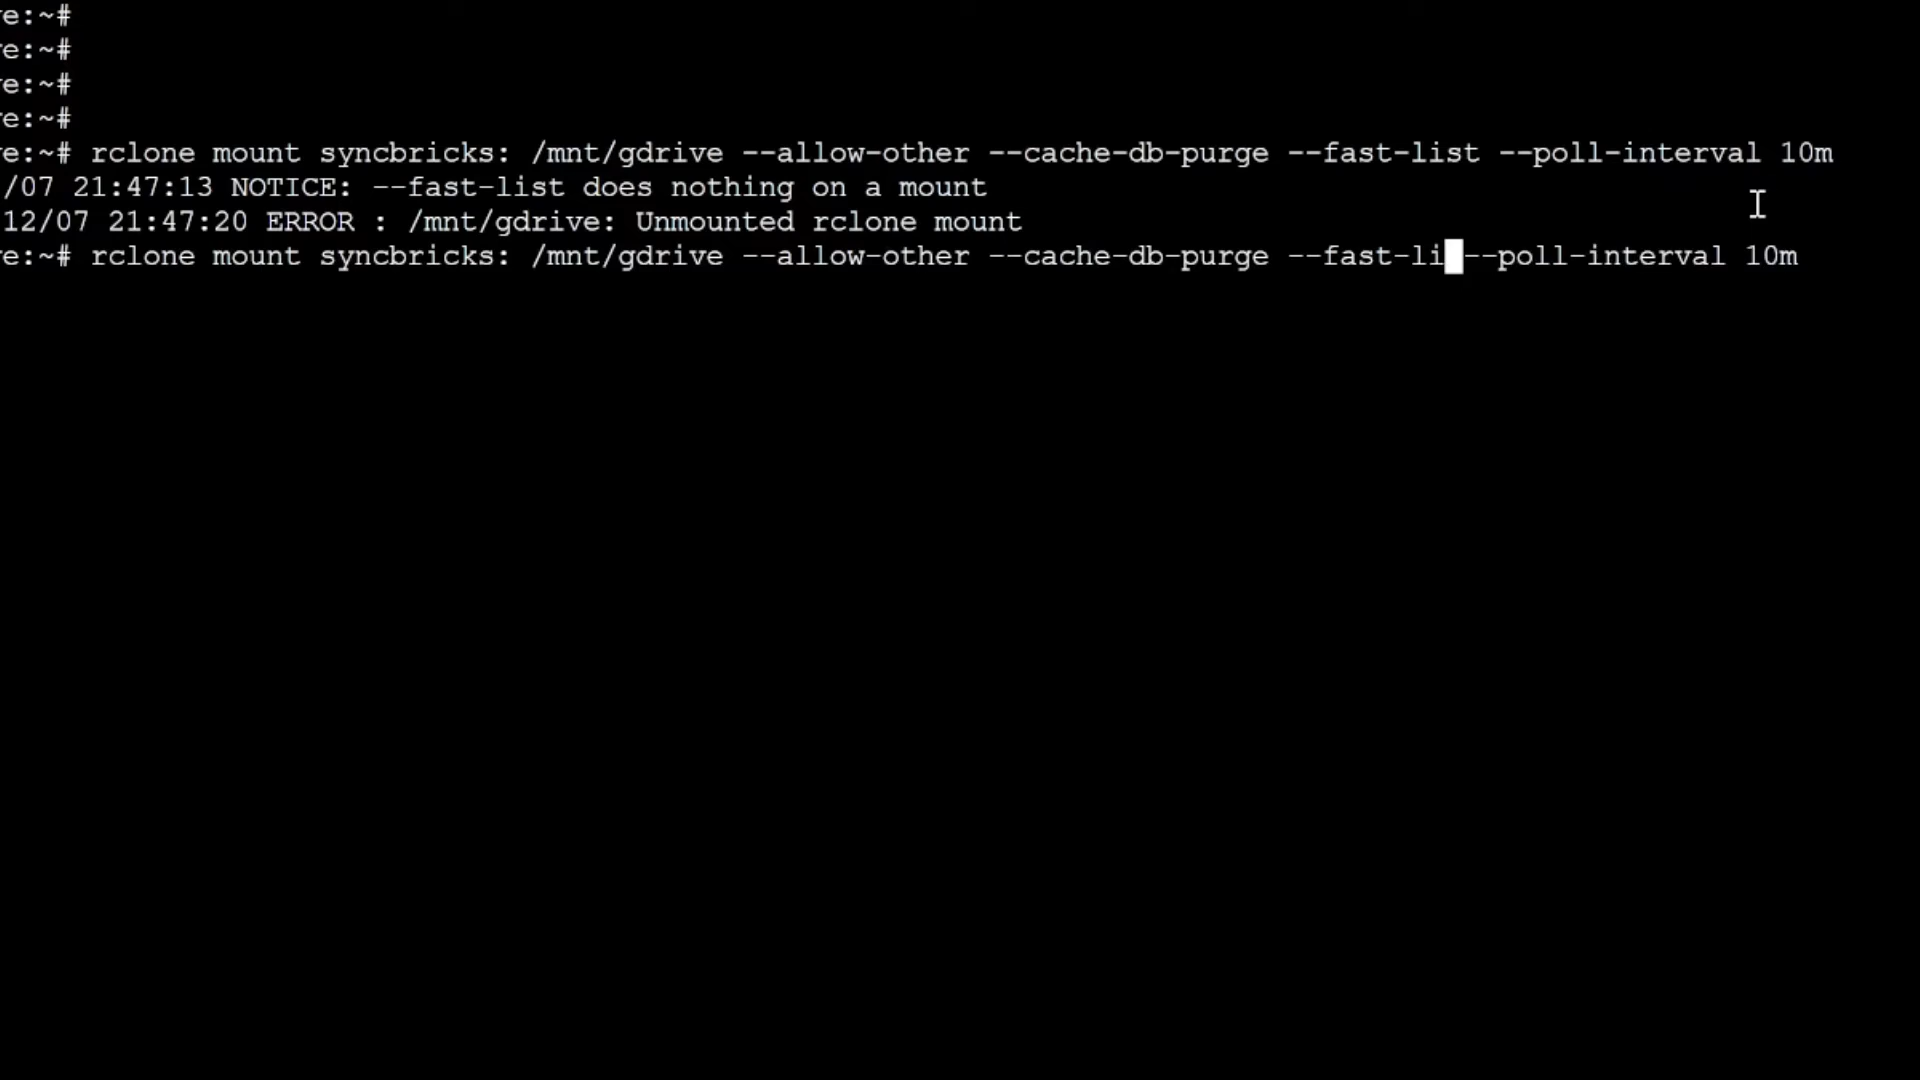 e:~#
e:~#
e:~#
e:~#
e:~# rclone mount syncbricks: /mnt/gdrive --allow-other --cache-db-purge --fast-list --poll-interval 10m
/07 21:47:13 NOTICE: --fast-list does nothing on a mount
12/07 21:47:20 ERROR : /mnt/gdrive: Unmounted rclone mount
e:~# rclone mount syncbricks: /mnt/gdrive --allow-other --cache-db-purge --fast-li --poll-interval 10m